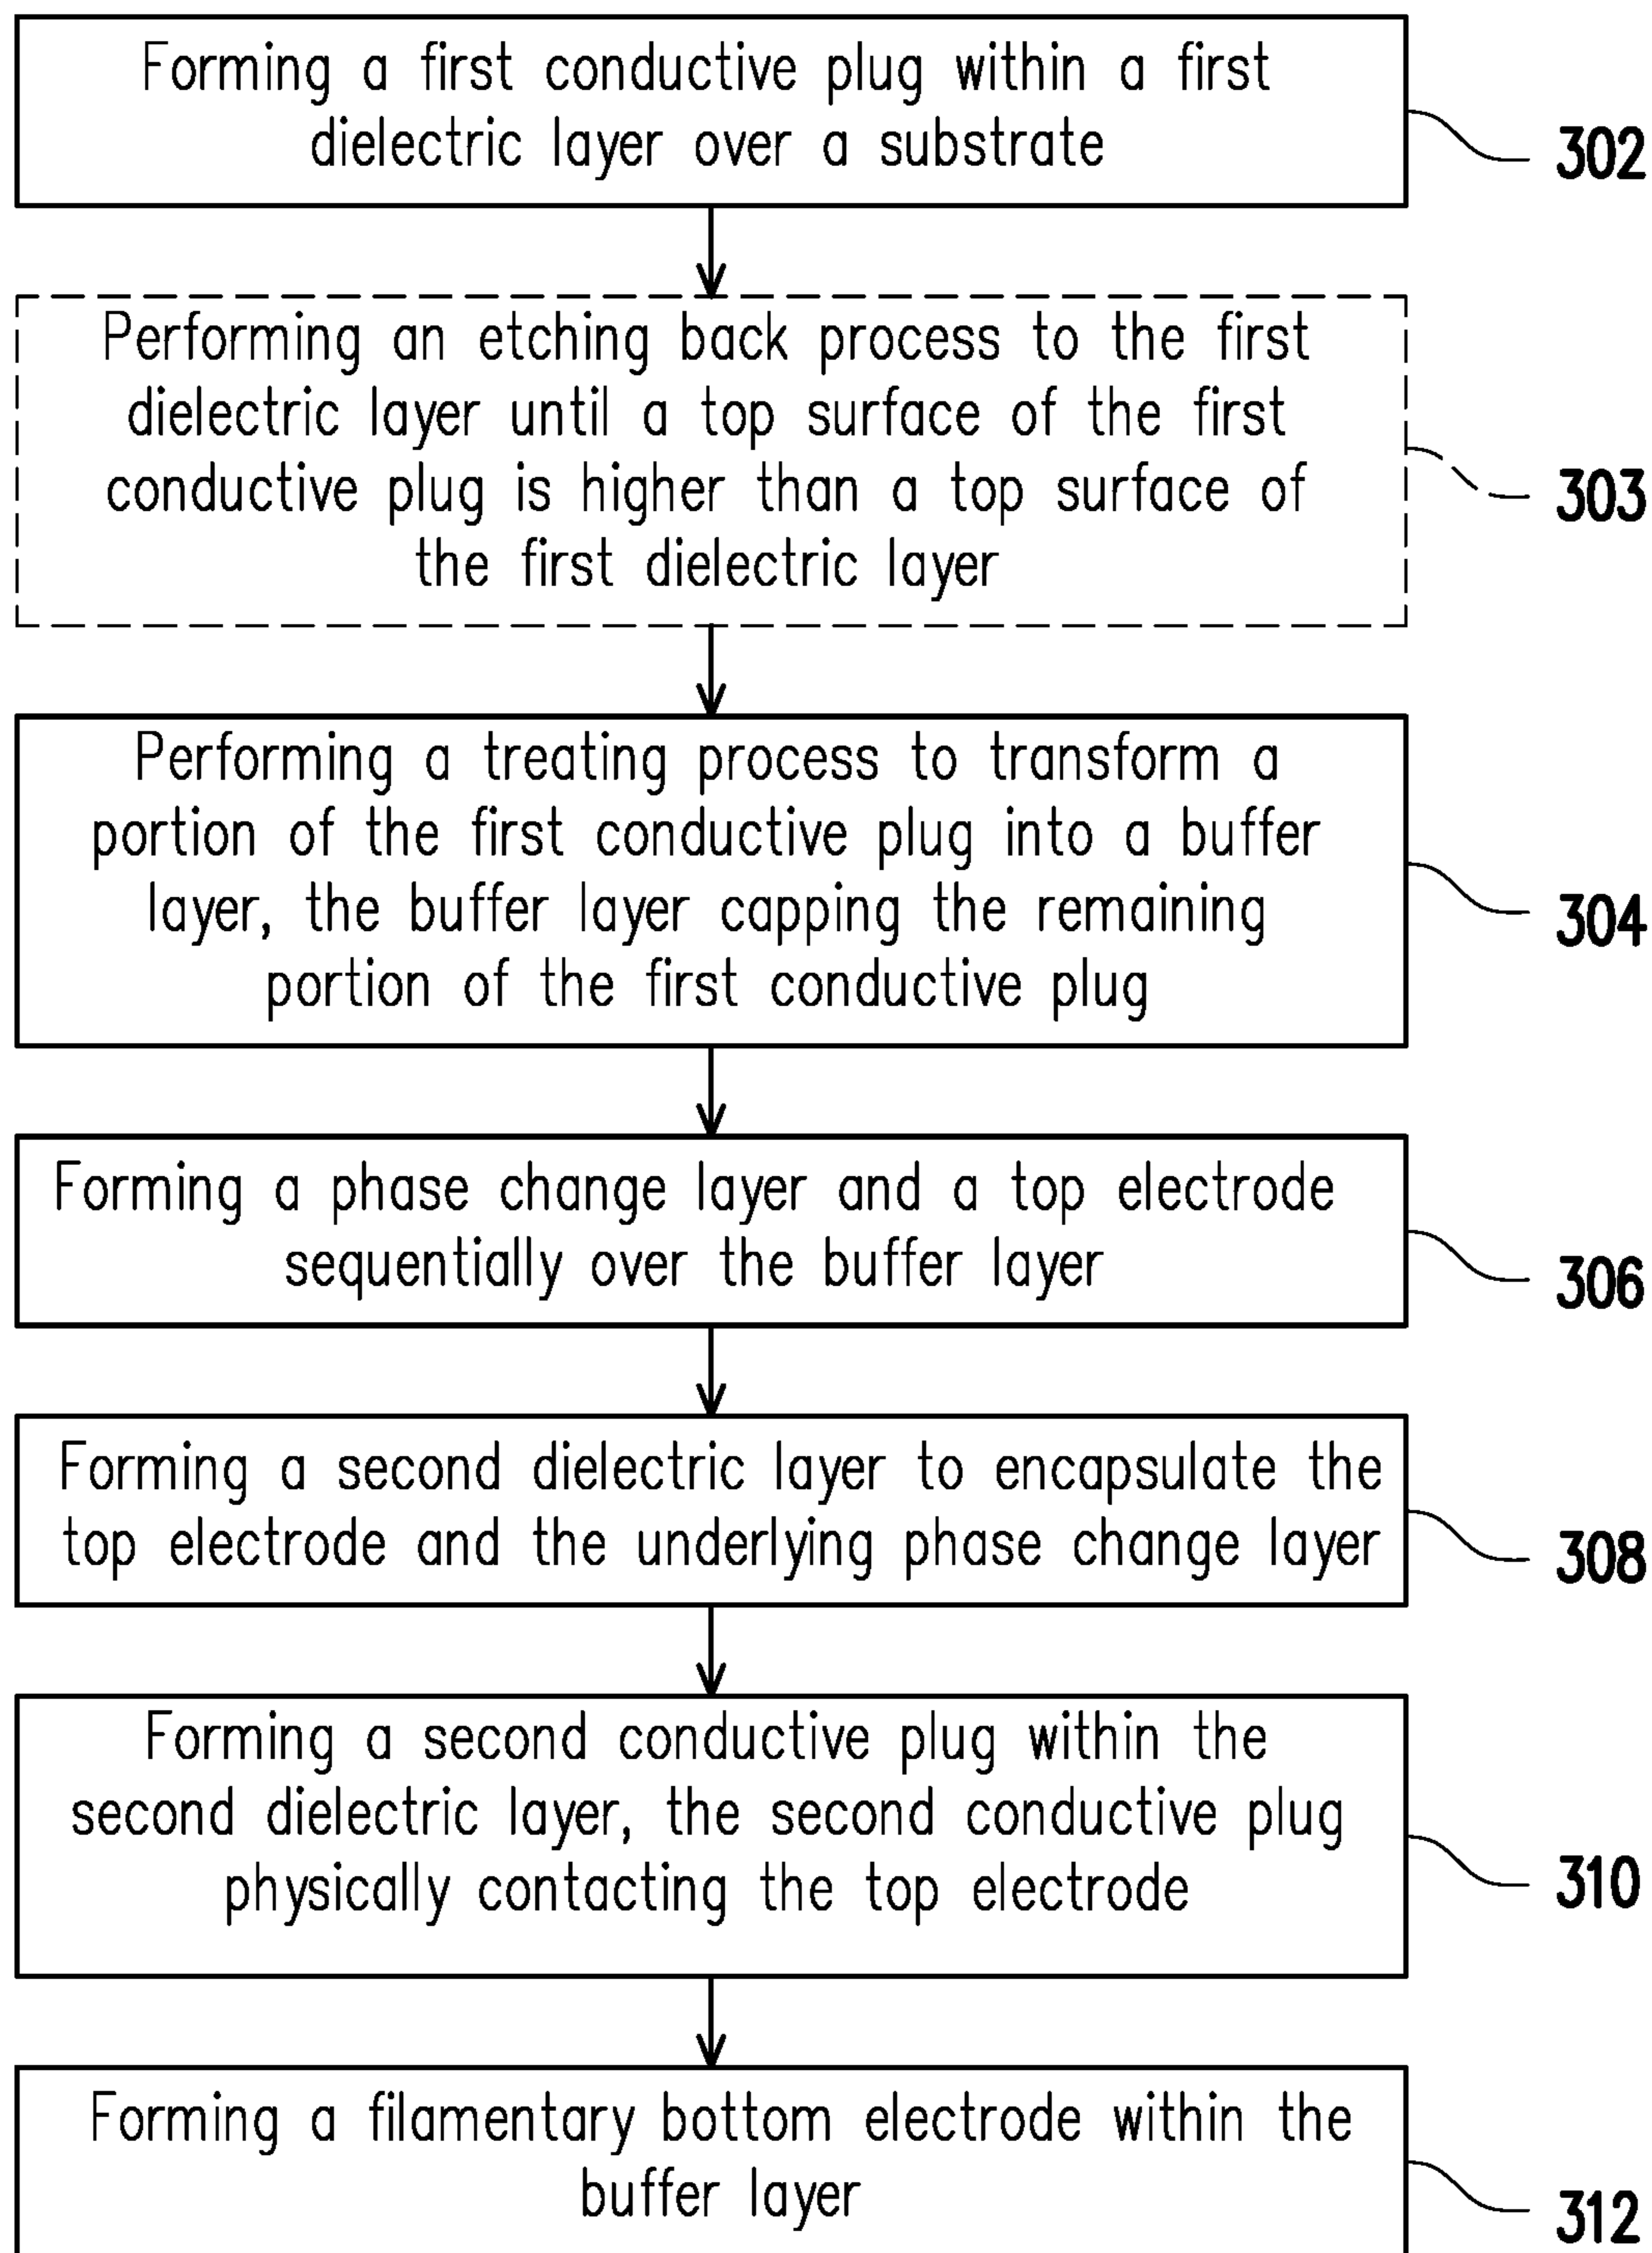 Forming a first conductive plug within a first
dielectric layer over a substrate
302
Performing an etching back process to the first
dielectric layer until a top surface of the first
conductive plug is higher than a top surface of
the first dielectric layer
303
Performing a treating process to transform a
portion of the first conductive plug into a buffer
layer, the buffer layer capping the remaining
portion of the first conductive plug
304
Forming a phase change layer and a top electrode
sequentially over the buffer layer
306
Forming a second dielectric layer to encapsulate the
top electrode and the underlying phase change layer
308
Forming a second conductive plug within the
second dielectric layer, the second conductive plug
physically contacting the top electrode
310
Forming a filamentary bottom electrode within the
buffer layer
312